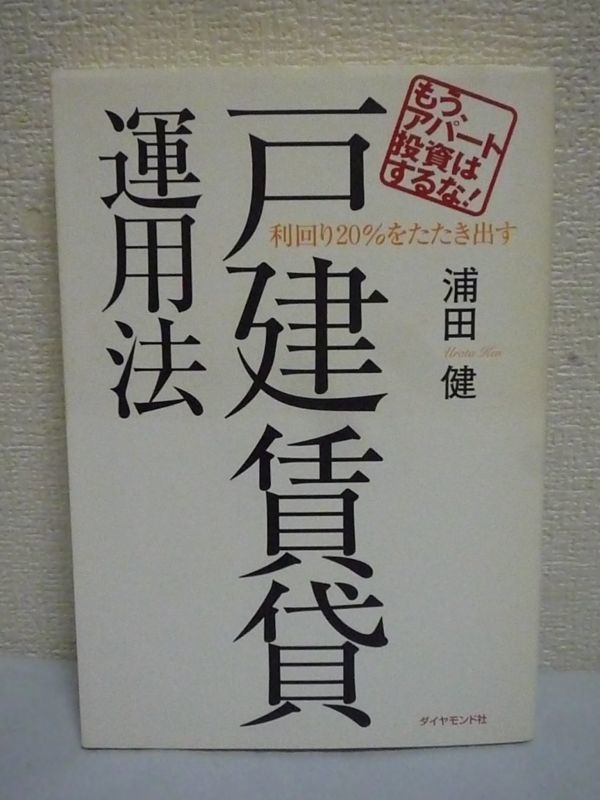 もう、
アパート
投資は
するな!
利回り20%をたたき出す
戸建賃貸
運用法
浦田 健
Urata Ken
ダイヤモンド社